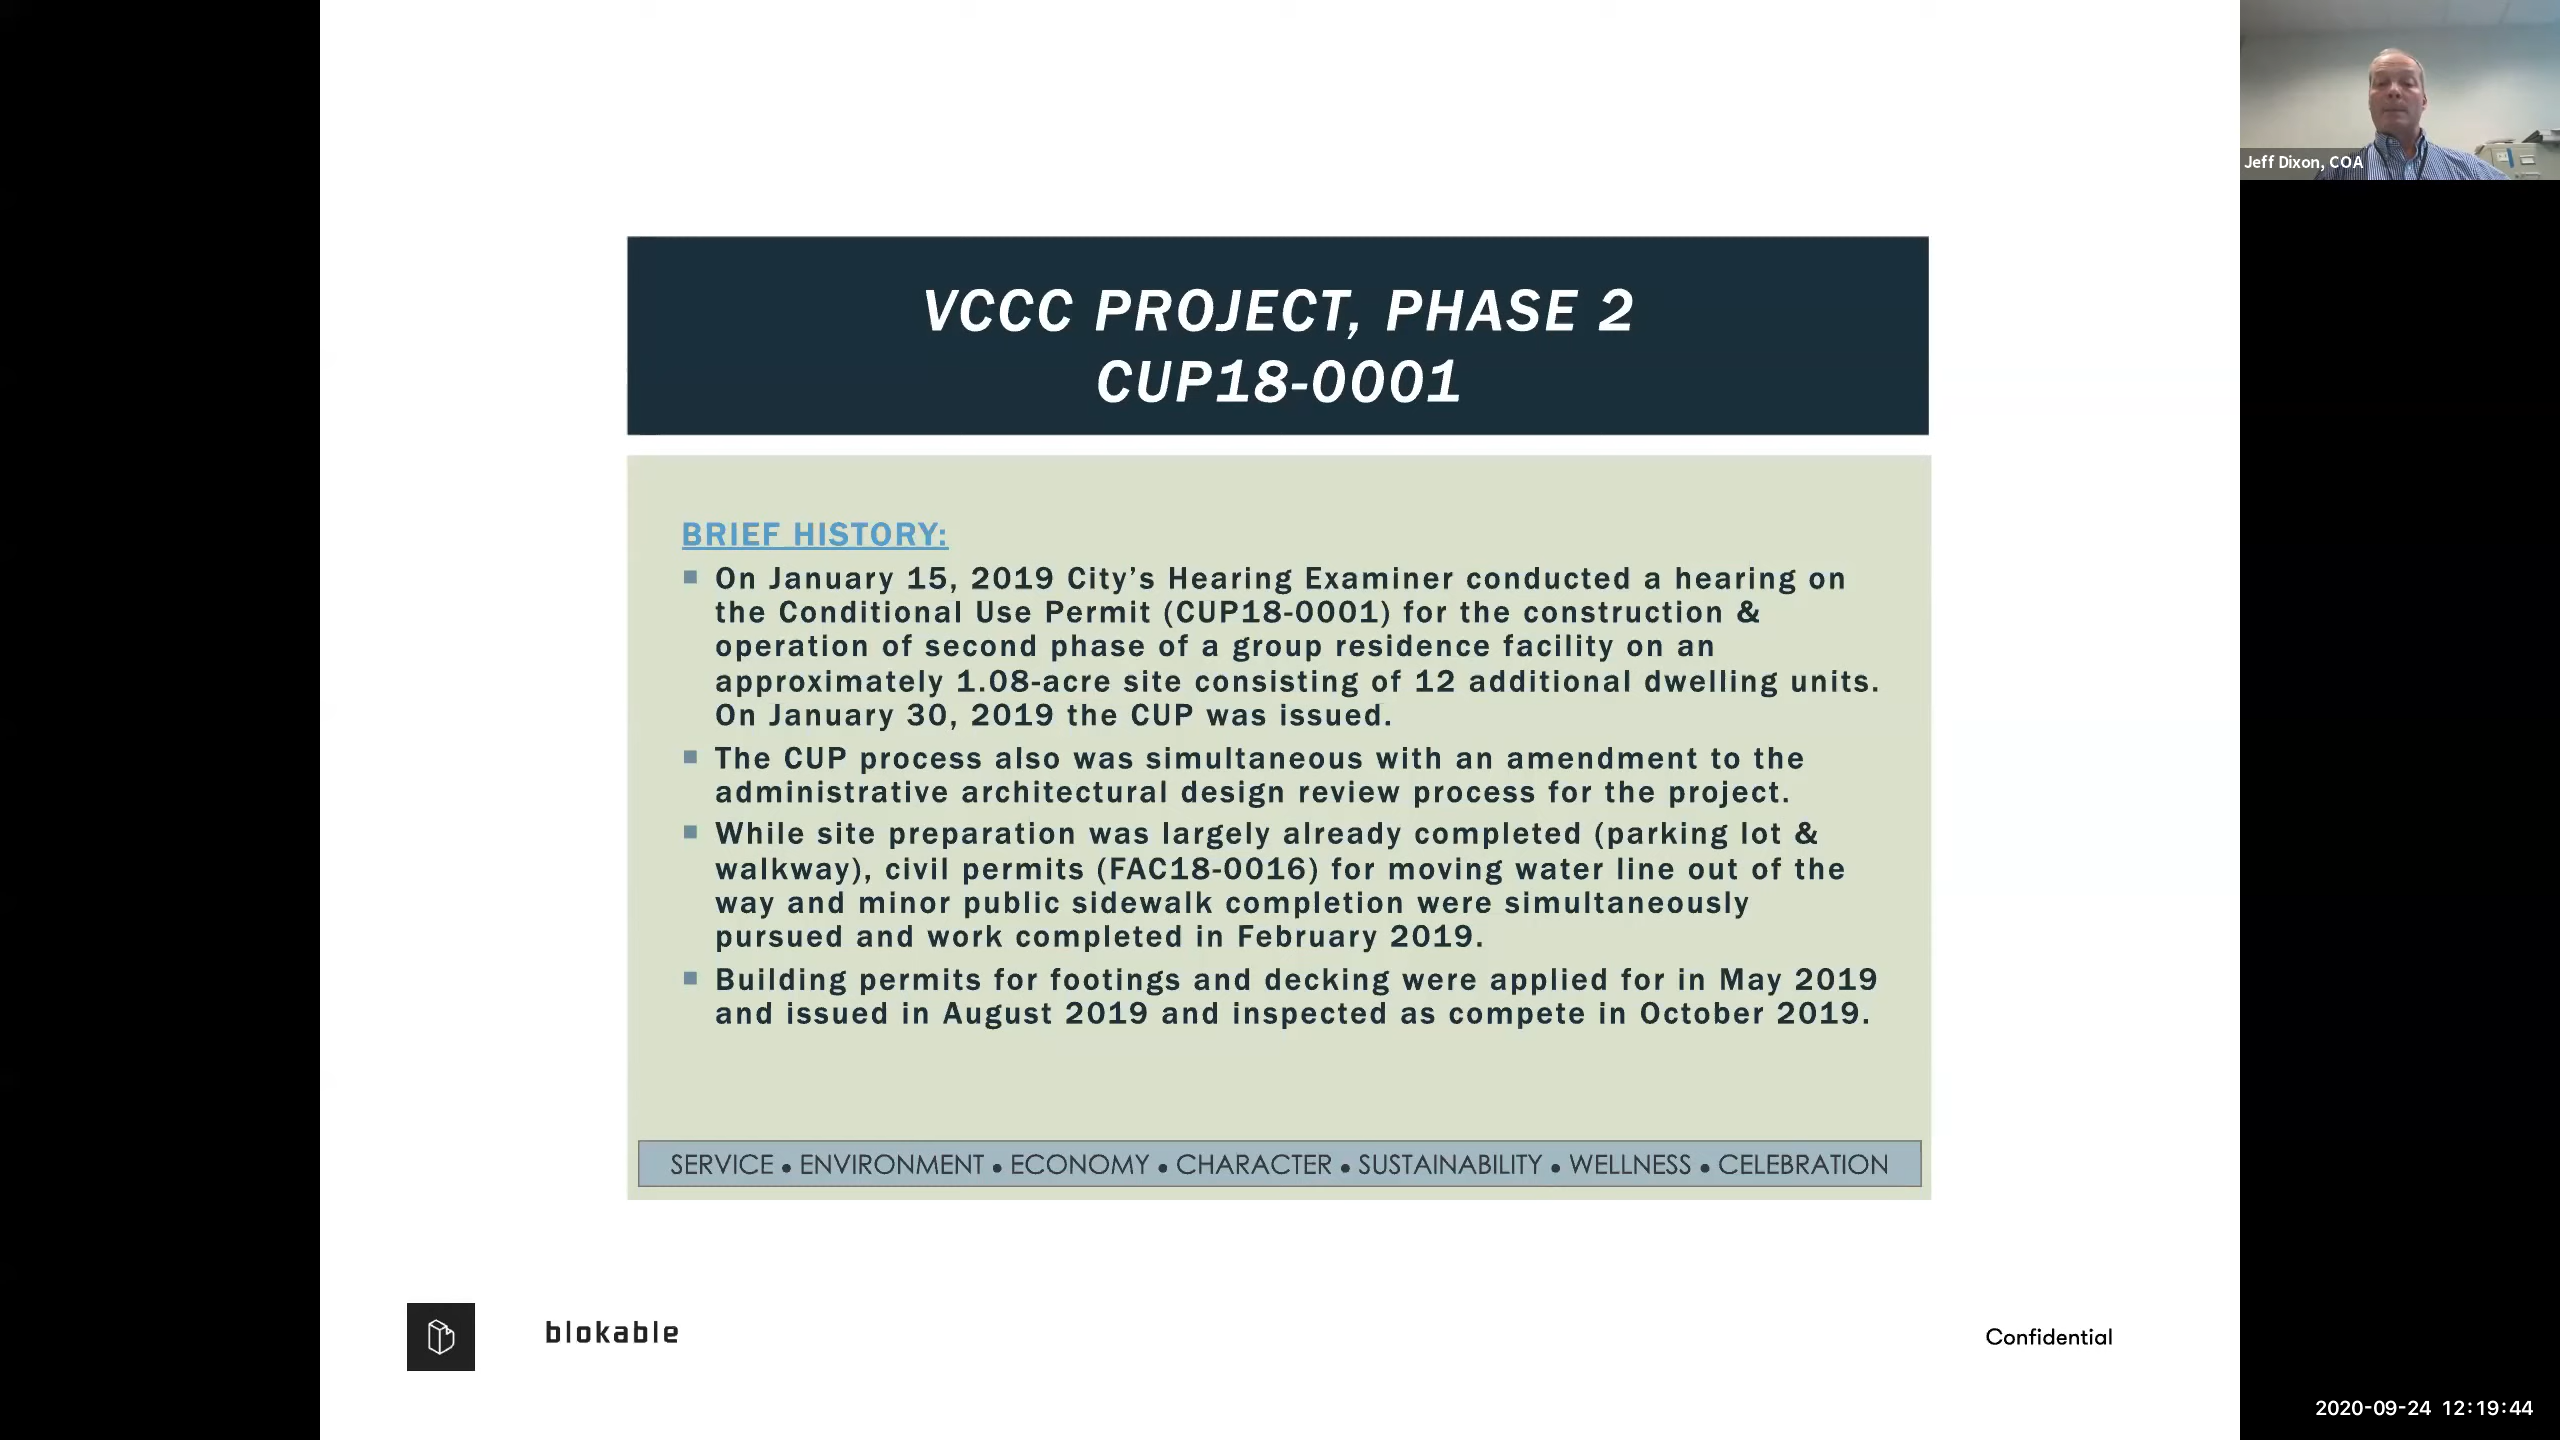 Jeff Dixon, COA
VCCC PROJECT, PHASE 2
CUP18-0001
BRIEF HISTORY:
On January 15, 2019 City’s Hearing Examiner conducted a hearing on
the Conditional Use Permit (CUP18-0001) for the construction &
operation of second phase of a group residence facility on an
approximately 1.08-acre site consisting of 12 additional dwelling units.
On January 30, 2019 the CUP was issued.
The CUP process also was simultaneous with an amendment to the
administrative architectural design review process for the project.
While site preparation was largely already completed (parking lot &
walkway), civil permits (FAC18-0016) for moving water line out of the
way and minor public sidewalk completion were simultaneously
pursued and work completed in February 2019.
Building permits for footings and decking were applied for in May 2019
and issued in August 2019 and inspected as compete in October 2019.
SERVICE • ENVIRONMENT • ECONOMY • CHARACTER • SUSTAINABILITY • WELLNESS • CELEBRATION
blokable
Confidential
2020-09-24 12:19:44